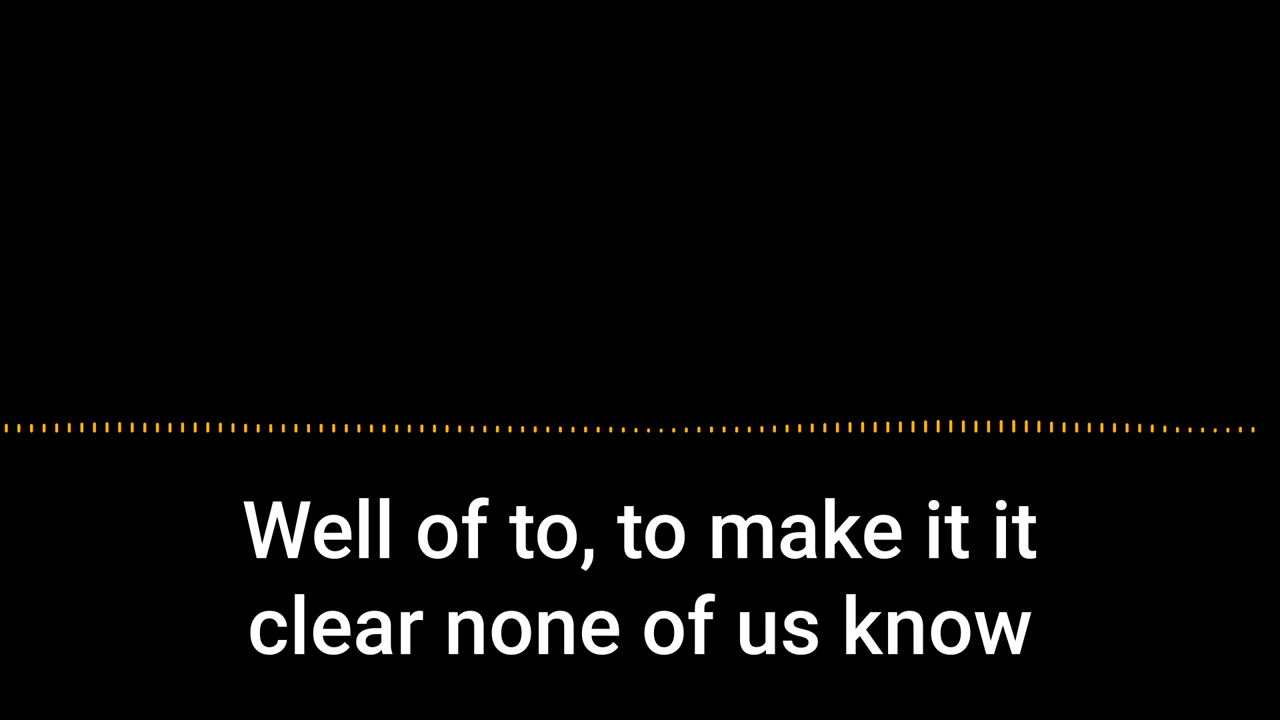 Well of to, to make it it
clear none of us know